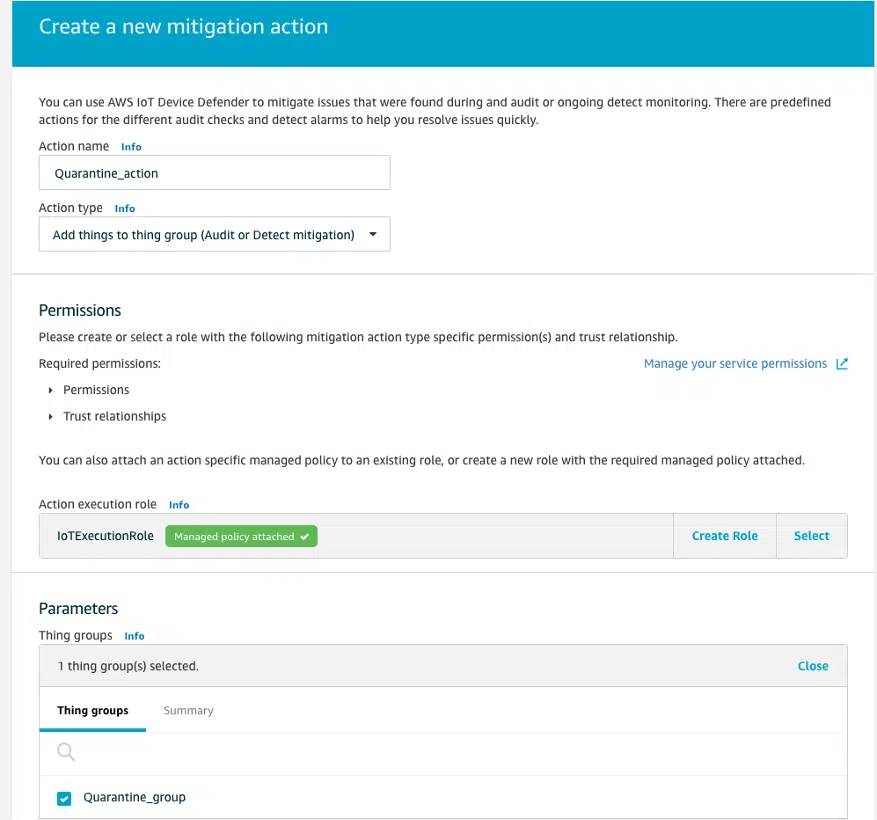 Create a new mitigation action
You can use AWS IoT Device Defender to mitigate issues that were found during and audit or ongoing detect monitoring. There are predefined
actions for the different audit checks and detect alarms to help you resolve issues quickly.
Action name Info
Quarantine_action
Action type Info
Add things to thing group (Audit or Detect mitigation)
Permissions
Please create or select a role with the following mitigation action type specific permission(s) and trust relationship.
Required permissions: Manage your service permissions
Permissions
Trust relationships
You can also attach an action specific managed policy to an existing role, or create a new role with the required managed policy attached.
Action execution role Info
IoTExecutionRole Managed policy attached Create Role Select
Parameters
Thing groups Info
1 thing group(s) selected. Close
Thing groups Summary
Quarantine_group